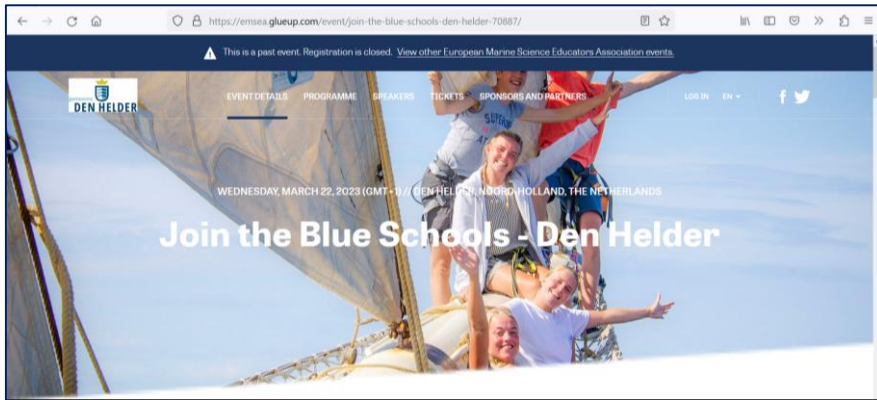 https://emsea.glueup.com/event/join-the-blue-schools-den-helder-70887/
This is a past event. Registration is closed. View other European Marine Science Educators Association events.
DEN HELDER
EVENT DETAILS PROGRAMME SPEAKERS TICKETS SPONSORS AND PARTNERS LOG IN EN
WEDNESDAY, MARCH 22, 2023 (GMT+1) // DEN HELDER, NOORD-HOLLAND, THE NETHERLANDS
Join the Blue Schools - Den Helder